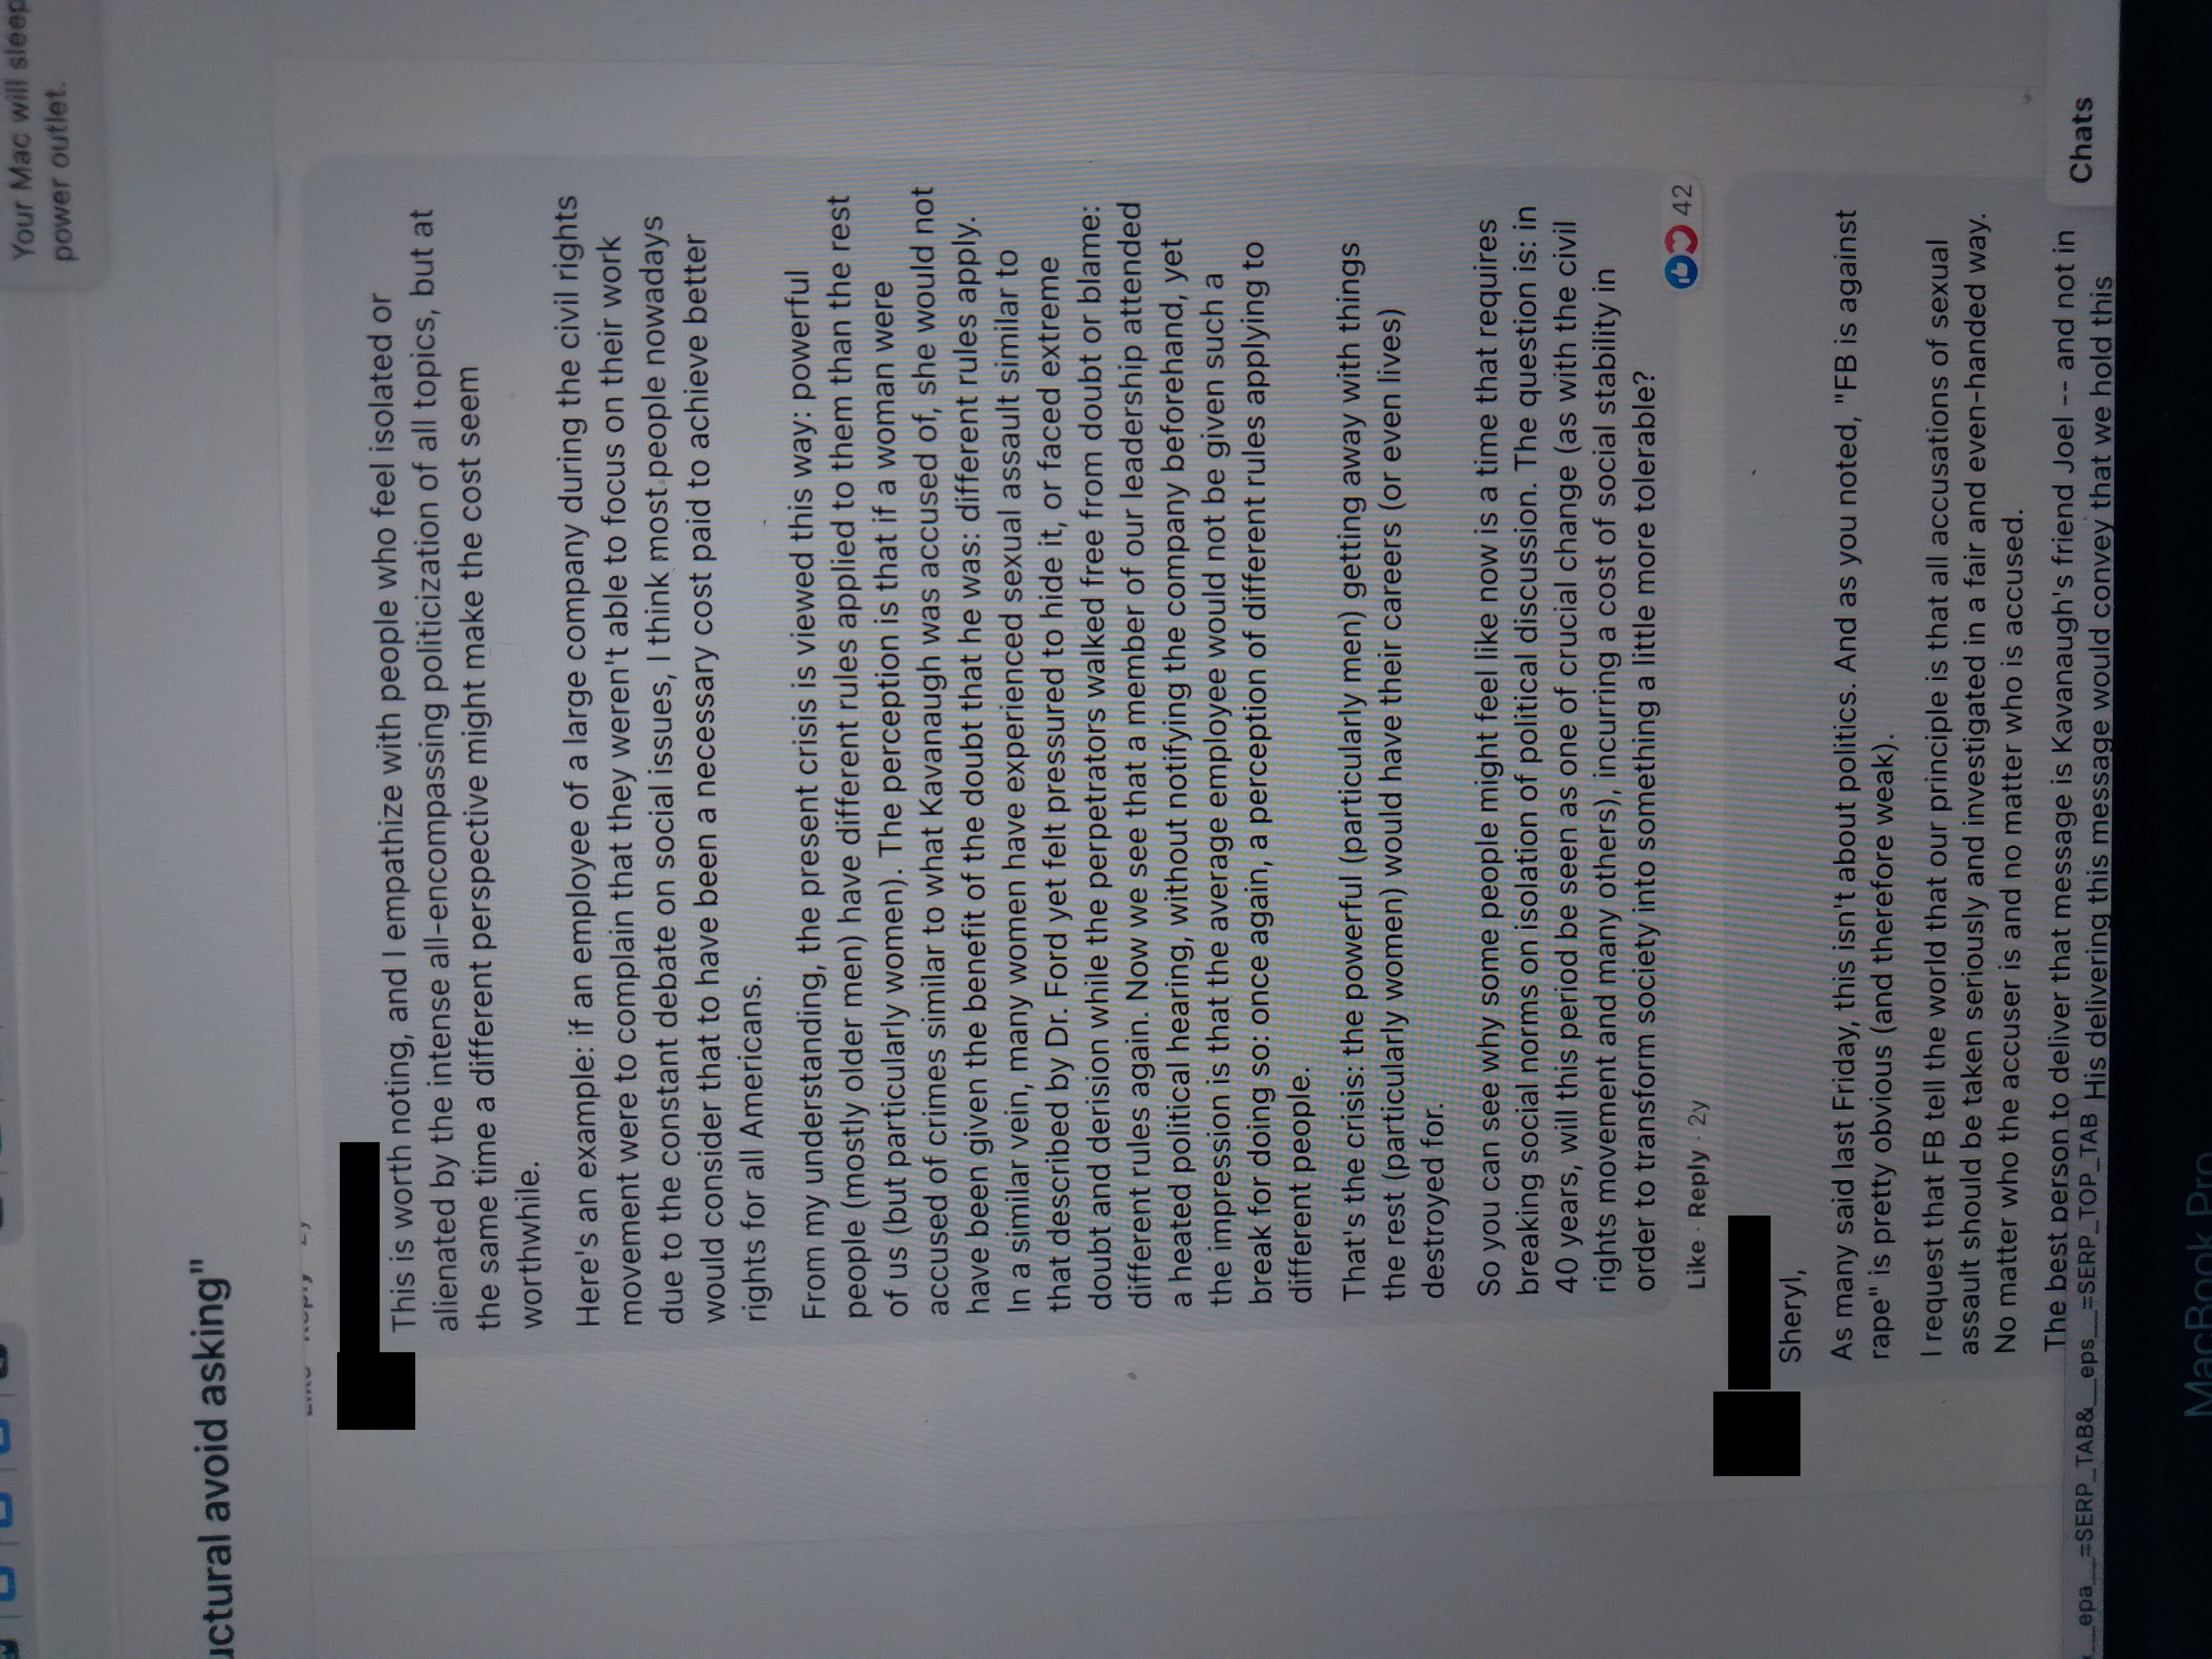 Your Mac will sleep
power outlet.
uctural avoid asking"
This is worth noting, and I empathize with people who feel isolated or
alienated by the intense all-encompassing politicization of all topics, but at
the same time a different perspective might make the cost seem
worthwhile.
Here's an example: if an employee of a large company during the civil rights
movement were to complain that they weren't able to focus on their work
due to the constant debate on social issues, I think most people nowadays
would consider that to have been a necessary cost paid to achieve better
rights for all Americans.
From my understanding, the present crisis is viewed this way: powerful
people (mostly older men) have different rules applied to them than the rest
of us (but particularly women). The perception is that if a woman were
accused of crimes similar to what Kavanaugh was accused of, she would not
have been given the benefit of the doubt that he was: different rules apply.
In a similar vein, many women have experienced sexual assault similar to
that described by Dr. Ford yet felt pressured to hide it, or faced extreme
doubt and derision while the perpetrators walked free from doubt or blame:
different rules again. Now we see that a member of our leadership attended
a heated political hearing, without notifying the company beforehand, yet
the impression is that the average employee would not be given such a
break for doing so: once again, a perception of different rules applying to
different people.
That's the crisis: the powerful (particularly men) getting away with things
the rest (particularly women) would have their careers (or even lives)
destroyed for.
So you can see why some people might feel like now is a time that requires
breaking social norms on isolation of political discussion. The question is: in
40 years, will this period be seen as one of crucial change (as with the civil
rights movement and many others), incurring a cost of social stability in
order to transform society into something a little more tolerable?
Like · Reply · 2y
42
Sheryl,
As many said last Friday, this isn't about politics. And as you noted, "FB is against
rape" is pretty obvious (and therefore weak).
I request that FB tell the world that our principle is that all accusations of sexual
assault should be taken seriously and investigated in a fair and even-handed way.
No matter who the accuser is and no matter who is accused.
The best person to deliver that message is Kavanaugh's friend Joel -- and not in
__epa__=SERP_TAB&__eps__=SERP_TOP_TAB His delivering this message would convey that we hold this
Chats
MacBook Pro